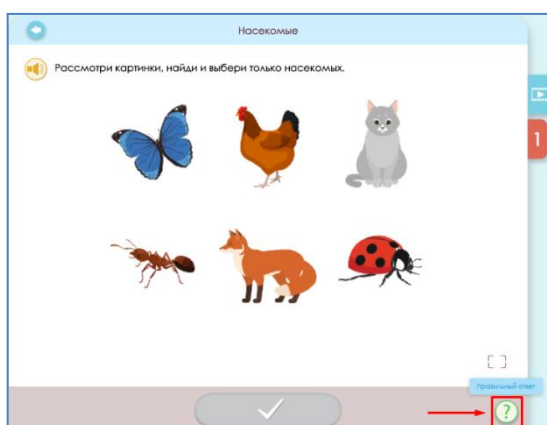 Насекомые
Рассмотри картинки, найди и выбери только насекомых.
1
Правильный ответ
?